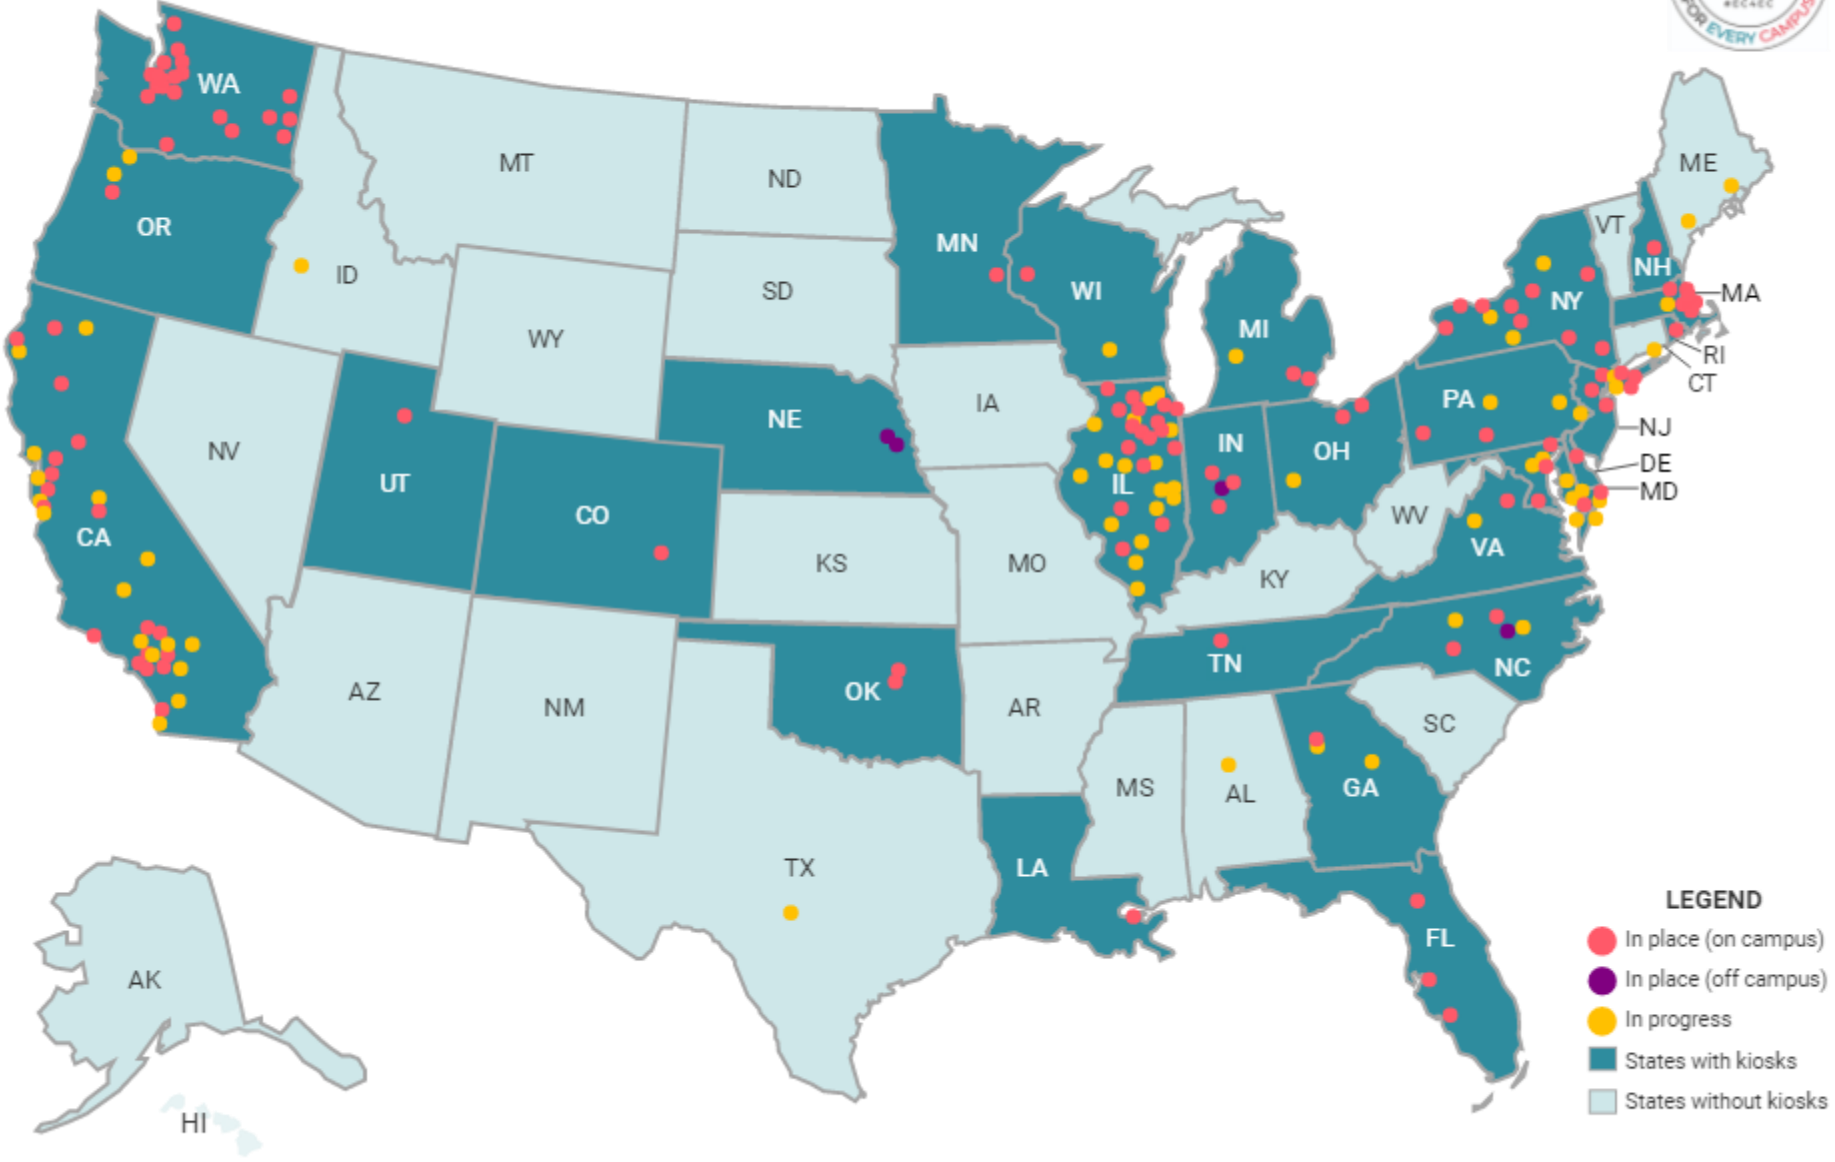 #EC4EC
FOR EVERY CAMPUS
WA
MT
ND
ME
OR
MN
VT
ID
SD
WI
NH
NY
MA
WY
MI
RI
CT
IA
NE
PA
NV
IN
OH
NJ
UT
IL
DE
MD
CO
CA
WV
KS
MO
VA
KY
TN
NC
AZ
NM
OK
AR
SC
MS
AL
GA
TX
LA
FL
AK
HI
LEGEND
In place (on campus)
In place (off campus)
In progress
States with kiosks
States without kiosks